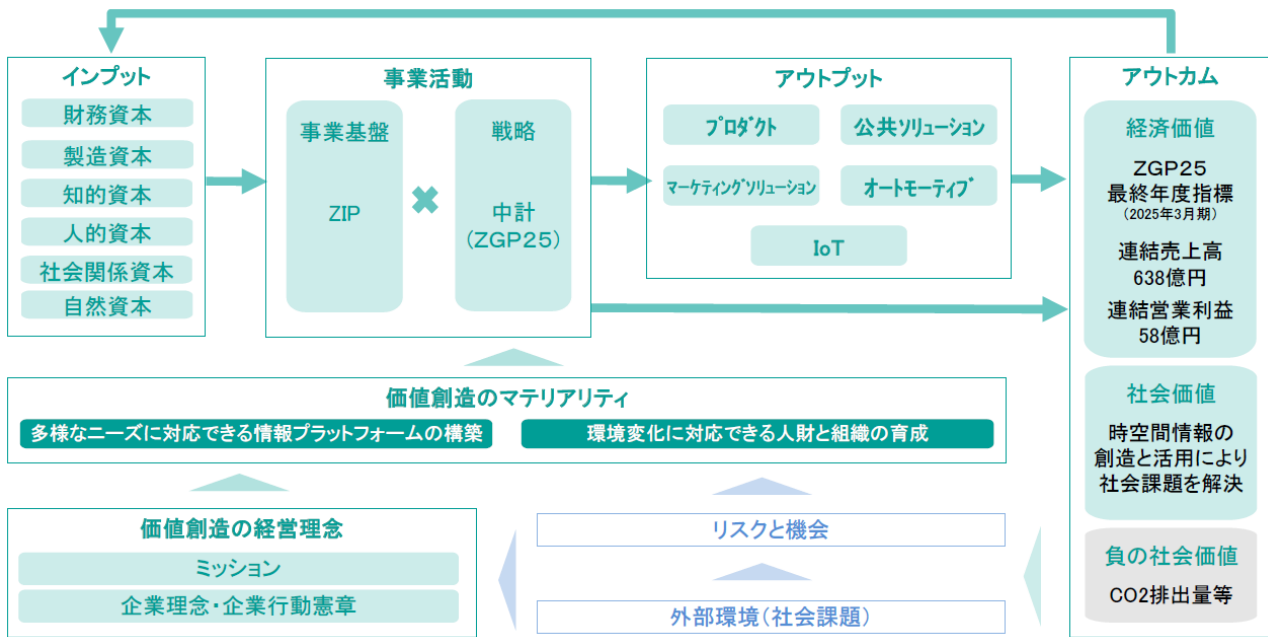 インプット
財務資本
製造資本
知的資本
人的資本
社会関係資本
自然資本
事業活動
事業基盤
ZIP
戦略
中計
(ZGP25)
アウトプット
プロダクト
公共ソリューション
マーケティングソリューション
オートモーティブ
IoT
アウトカム
経済価値
ZGP25
最終年度指標
(2025年3月期)
連結売上高
638億円
連結営業利益
58億円
社会価値
時空間情報の
創造と活用により
社会課題を解決
負の社会価値
CO2排出量等
価値創造のマテリアリティ
多様なニーズに対応できる情報プラットフォームの構築
環境変化に対応できる人財と組織の育成
価値創造の経営理念
ミッション
企業理念・企業行動憲章
リスクと機会
外部環境(社会課題)